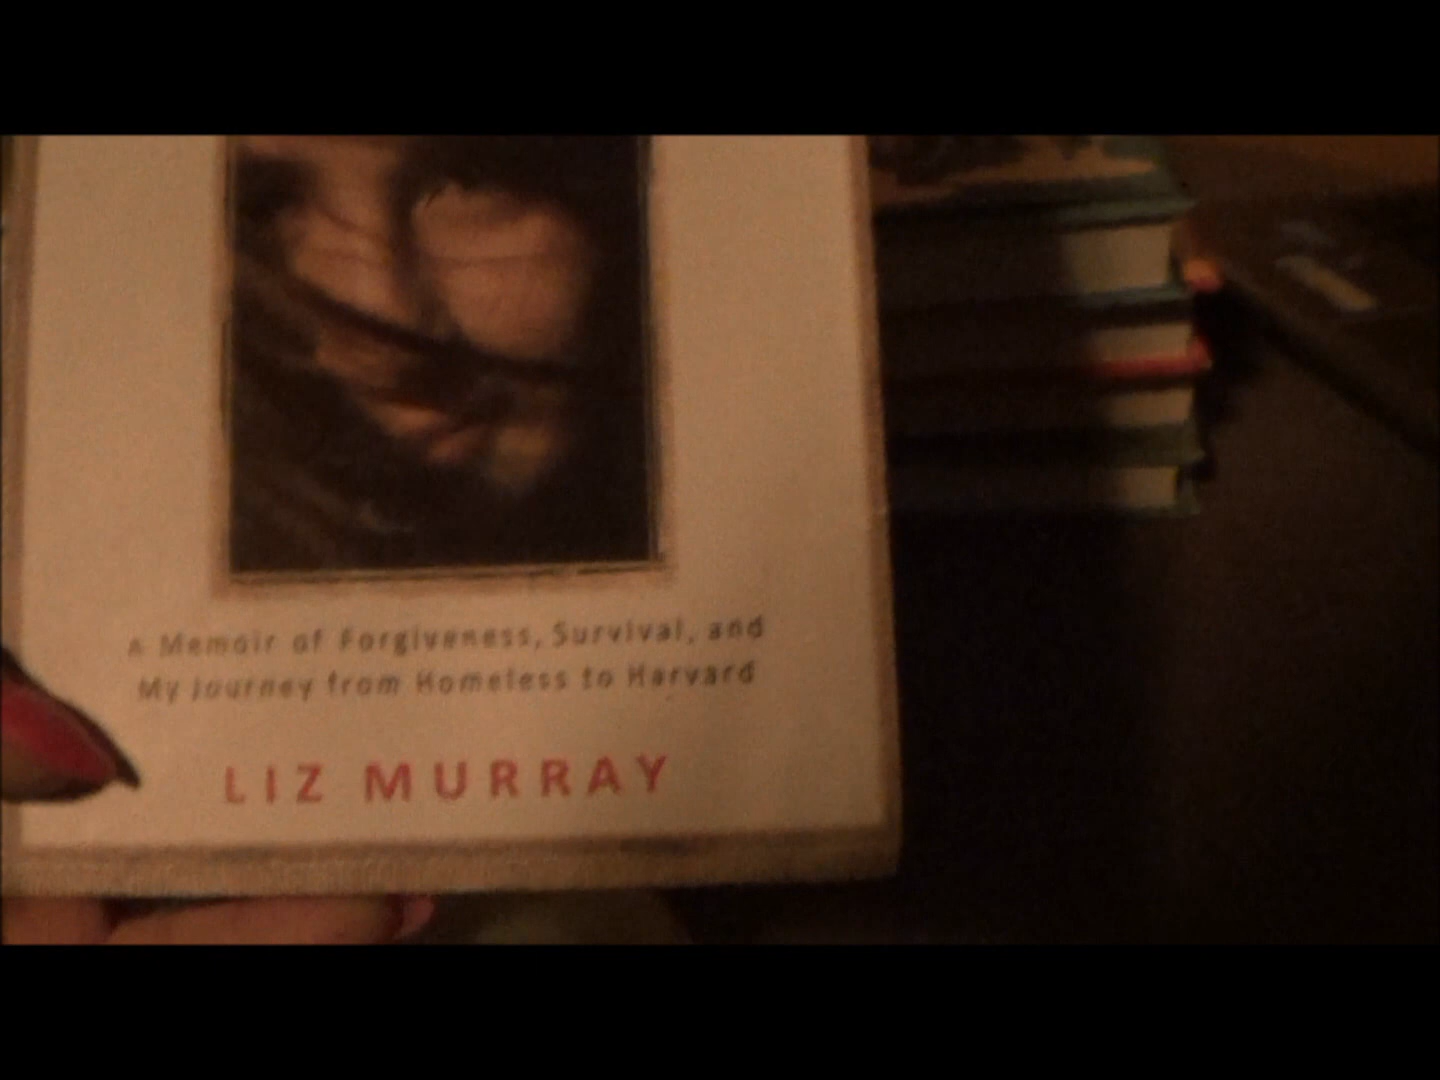 A Memoir of Forgiveness, Survival, and
My Journey from Homeless to Harvard
LIZ MURRAY